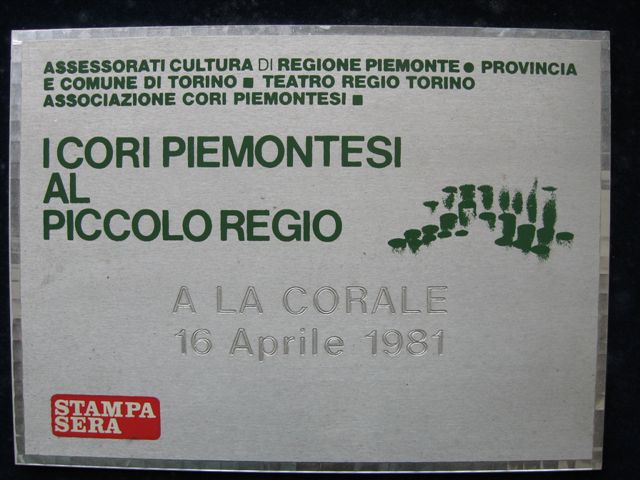 ASSESSORATI CULTURA DI REGIONE PIEMONTE ● PROVINCIA
E COMUNE DI TORINO ■ TEATRO REGIO TORINO
ASSOCIAZIONE CORI PIEMONTESI ■
I CORI PIEMONTESI
AL
PICCOLO REGIO
A LA CORALE
16 Aprile 1981
STAMPA
SERA